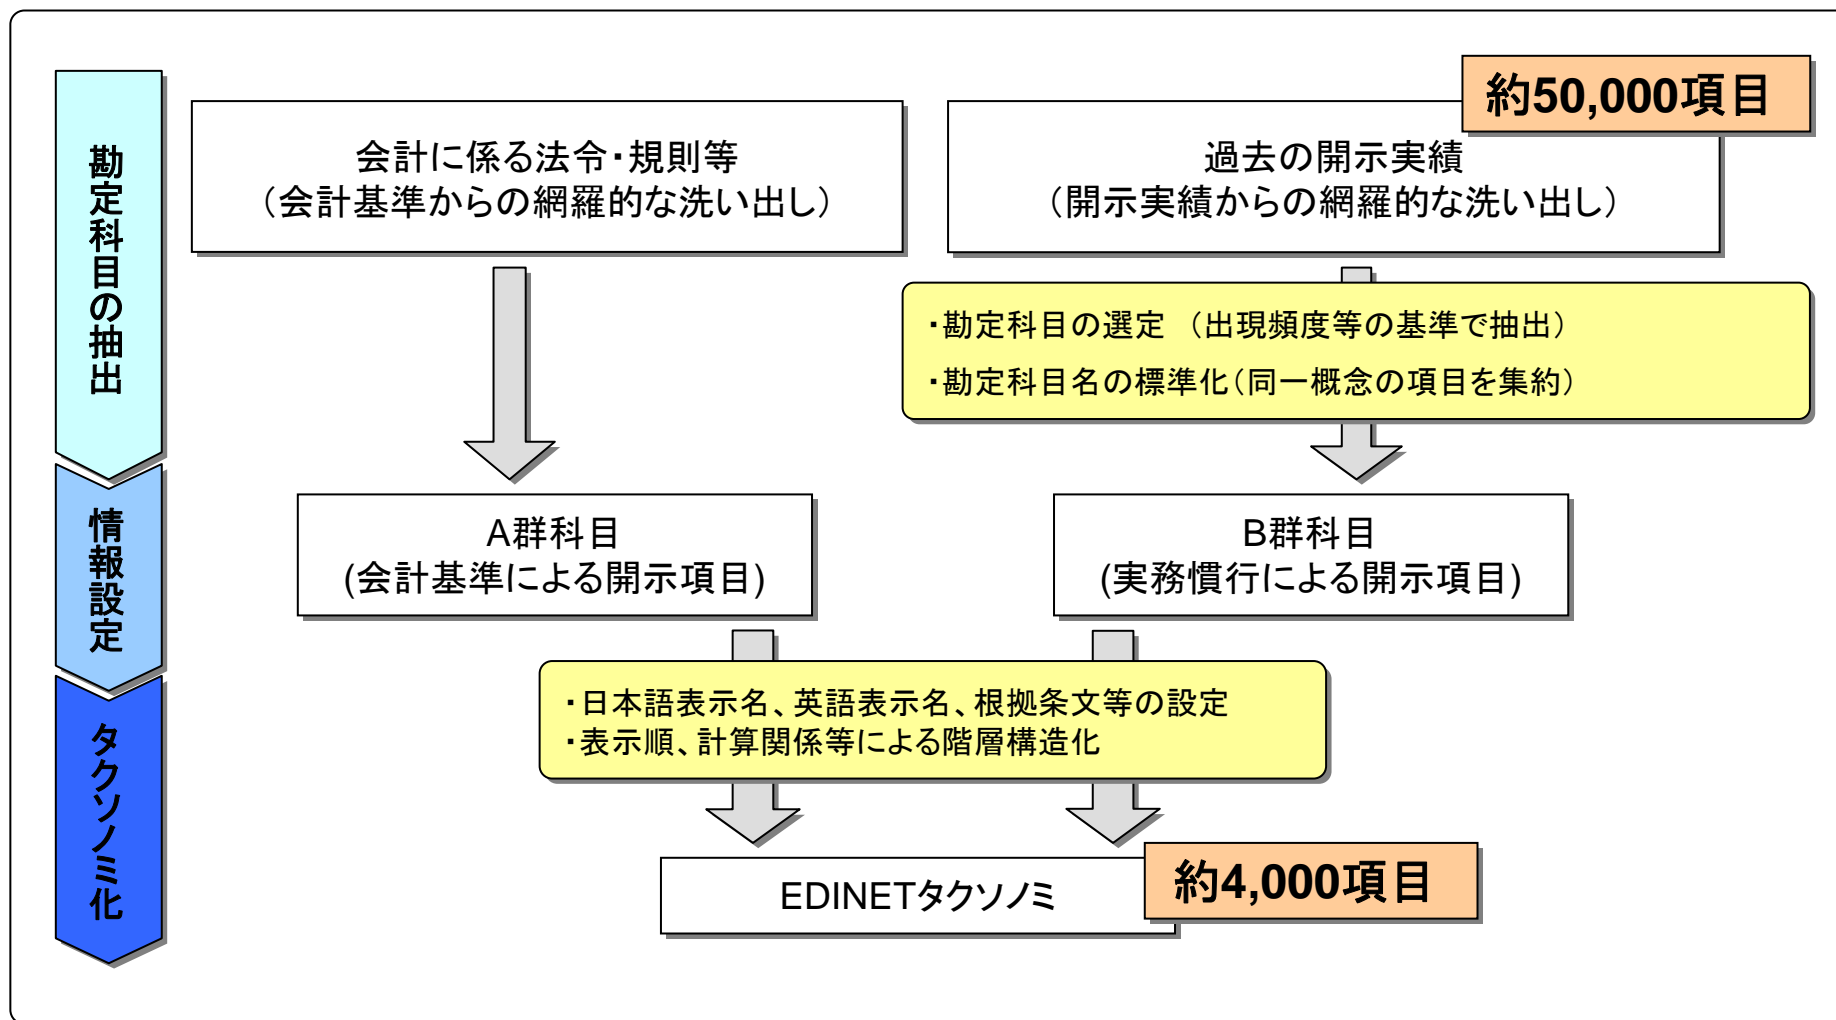 勘定科目の抽出
情報設定
タクソノミ化
約50,000項目
会計に係る法令・規則等
（会計基準からの網羅的な洗い出し）
過去の開示実績
（開示実績からの網羅的な洗い出し）
・勘定科目の選定 （出現頻度等の基準で抽出）
・勘定科目名の標準化（同一概念の項目を集約）
A群科目
(会計基準による開示項目)
B群科目
(実務慣行による開示項目)
・日本語表示名、英語表示名、根拠条文等の設定
・表示順、計算関係等による階層構造化
EDINETタクソノミ
約4,000項目